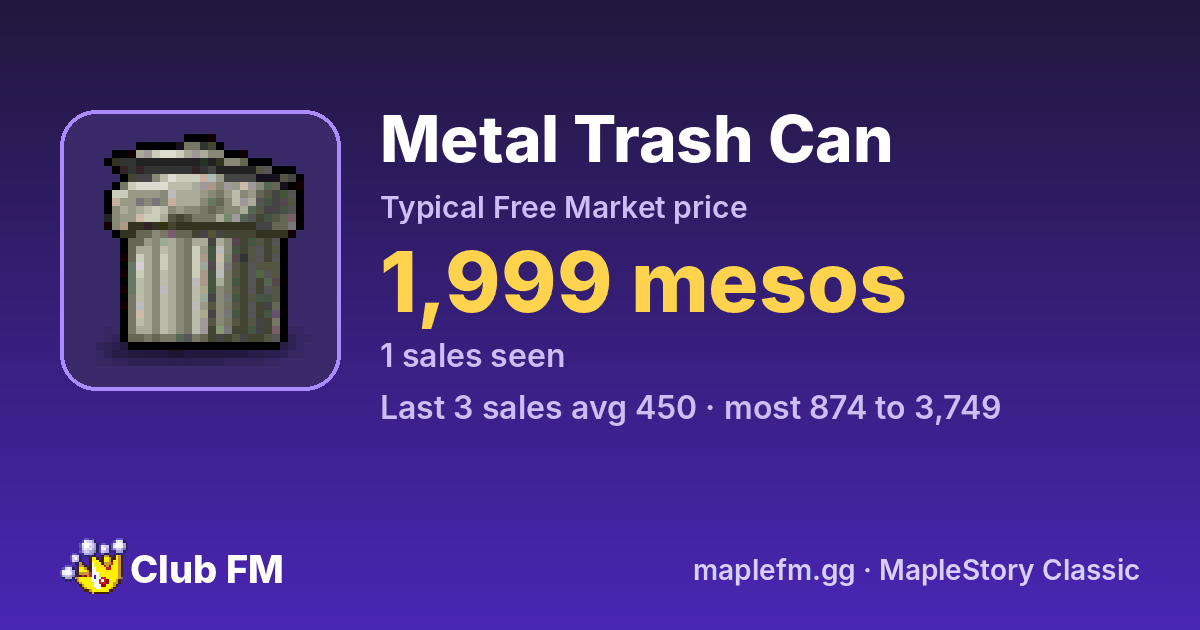 Metal Trash Can
Typical Free Market price
1,999 mesos
1 sales seen
Last 3 sales avg 450 · most 874 to 3,749
Club FM
maplefm.gg · MapleStory Classic